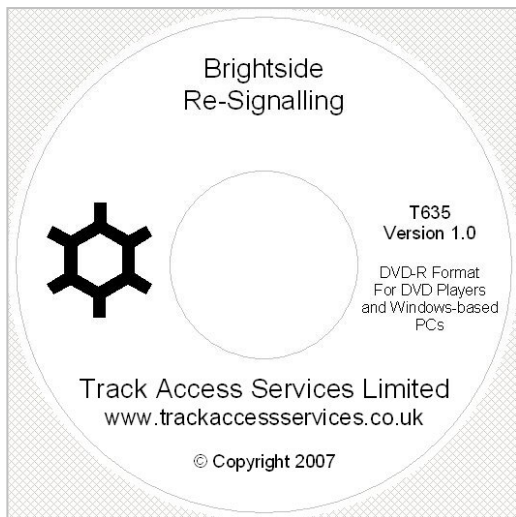 Brightside
Re-Signalling
T635
Version 1.0
DVD-R Format
For DVD Players
and Windows-based
PCs
Track Access Services Limited
www.trackaccessservices.co.uk
© Copyright 2007